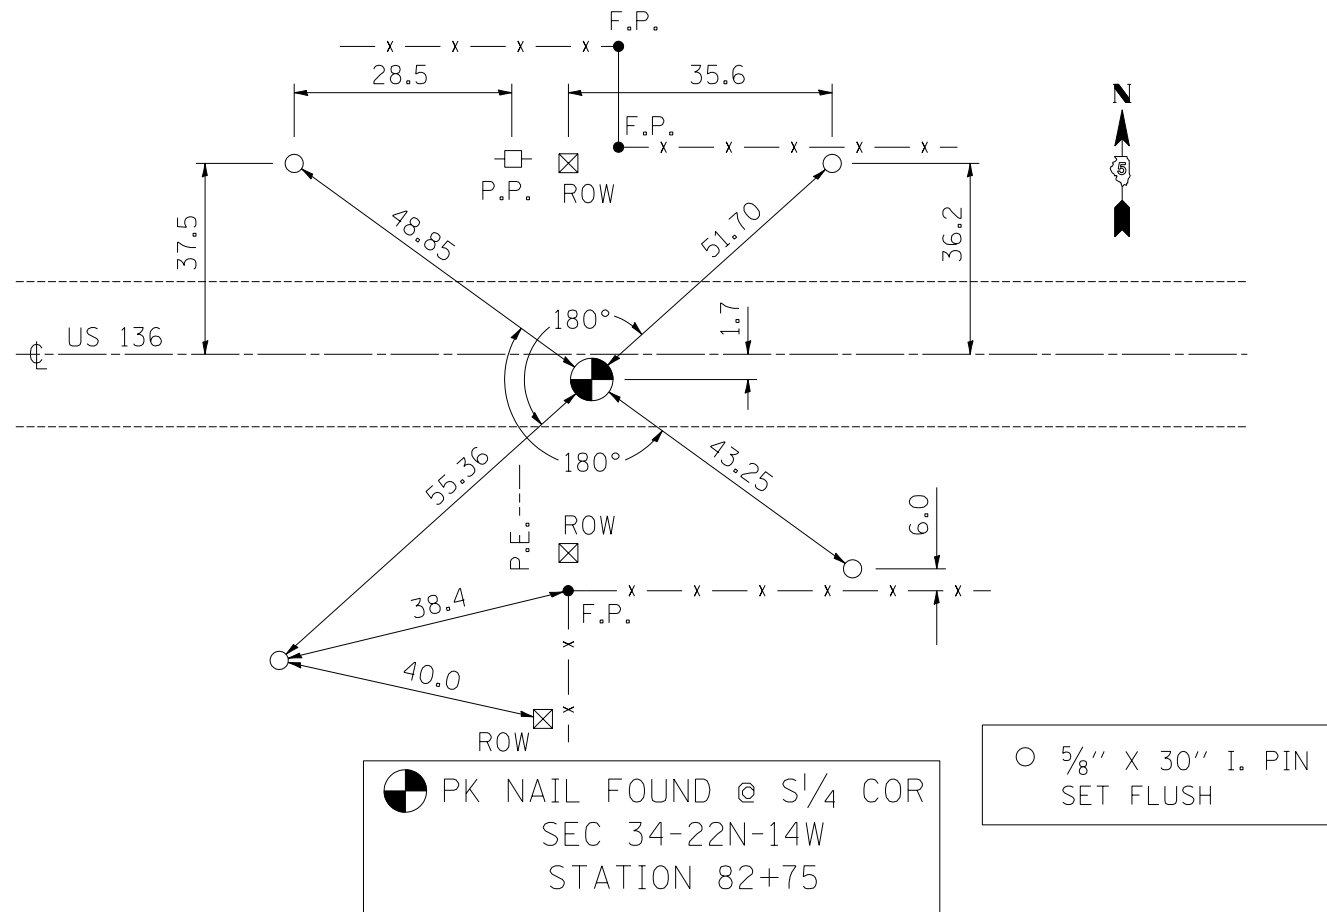 F.P.
x x x x
28.5
35.6
N
F.P.
x x x x x
5
P.P.
ROW
37.5
48.85
51.70
36.2
1.7
180°
US 136
℄
180°
55.36
43.25
6.0
P.E.
ROW
x x x x x x
38.4
F.P.
x
40.0
x
ROW
PK NAIL FOUND @ S1/4 COR
SEC 34-22N-14W
STATION 82+75
5/8" X 30" I. PIN
SET FLUSH